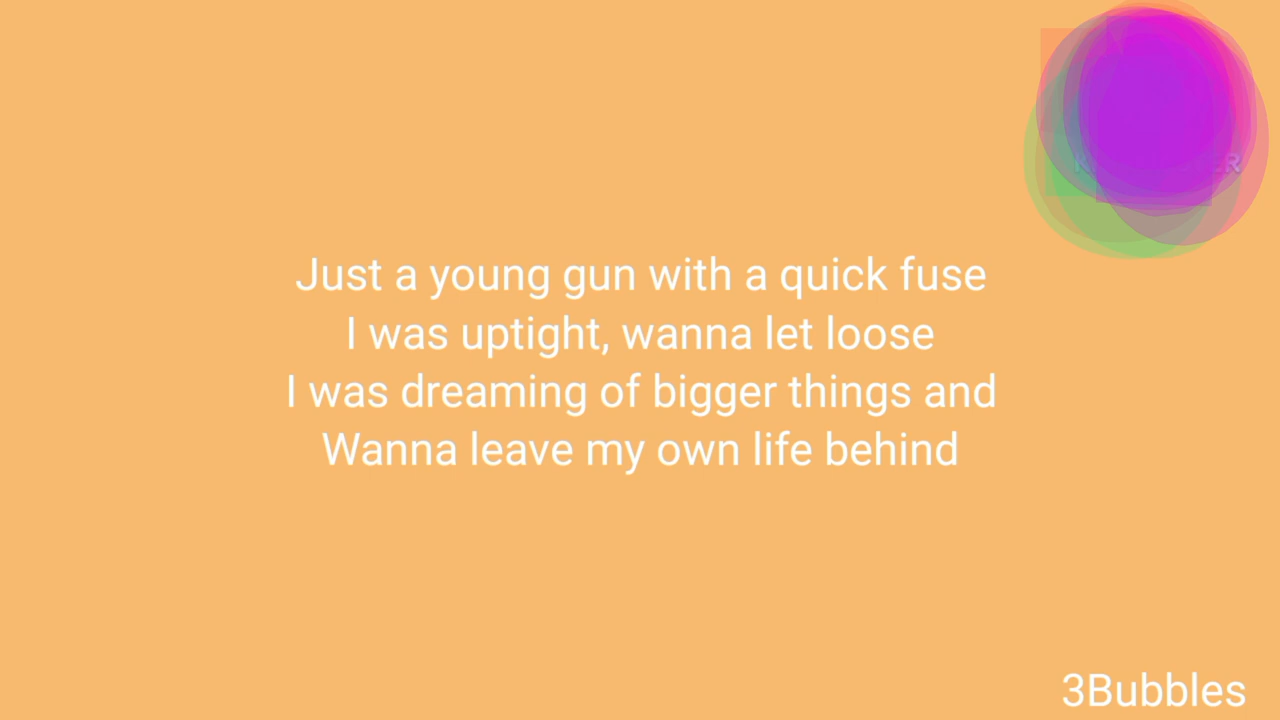 Just a young gun with a quick fuse
I was uptight, wanna let loose
I was dreaming of bigger things and
Wanna leave my own life behind
3Bubbles